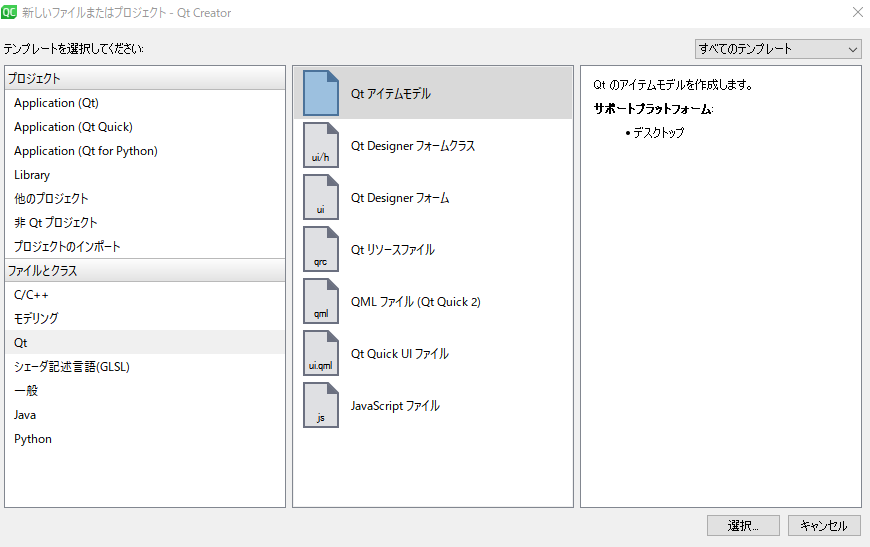 QC 新しいファイルまたはプロジェクト - Qt Creator
テンプレートを選択してください:
すべてのテンプレート
プロジェクト
Application (Qt)
Application (Qt Quick)
Application (Qt for Python)
Library
他のプロジェクト
非 Qt プロジェクト
プロジェクトのインポート
ファイルとクラス
C/C++
モデリング
Qt
シェーダ記述言語(GLSL)
一般
Java
Python
Qt アイテムモデル
ui/h Qt Designer フォームクラス
ui Qt Designer フォーム
qrc Qt リソースファイル
qml QML ファイル (Qt Quick 2)
ui.qml Qt Quick UI ファイル
js JavaScript ファイル
Qt のアイテムモデルを作成します。
サポートプラットフォーム:
• デスクトップ
選択...
キャンセル